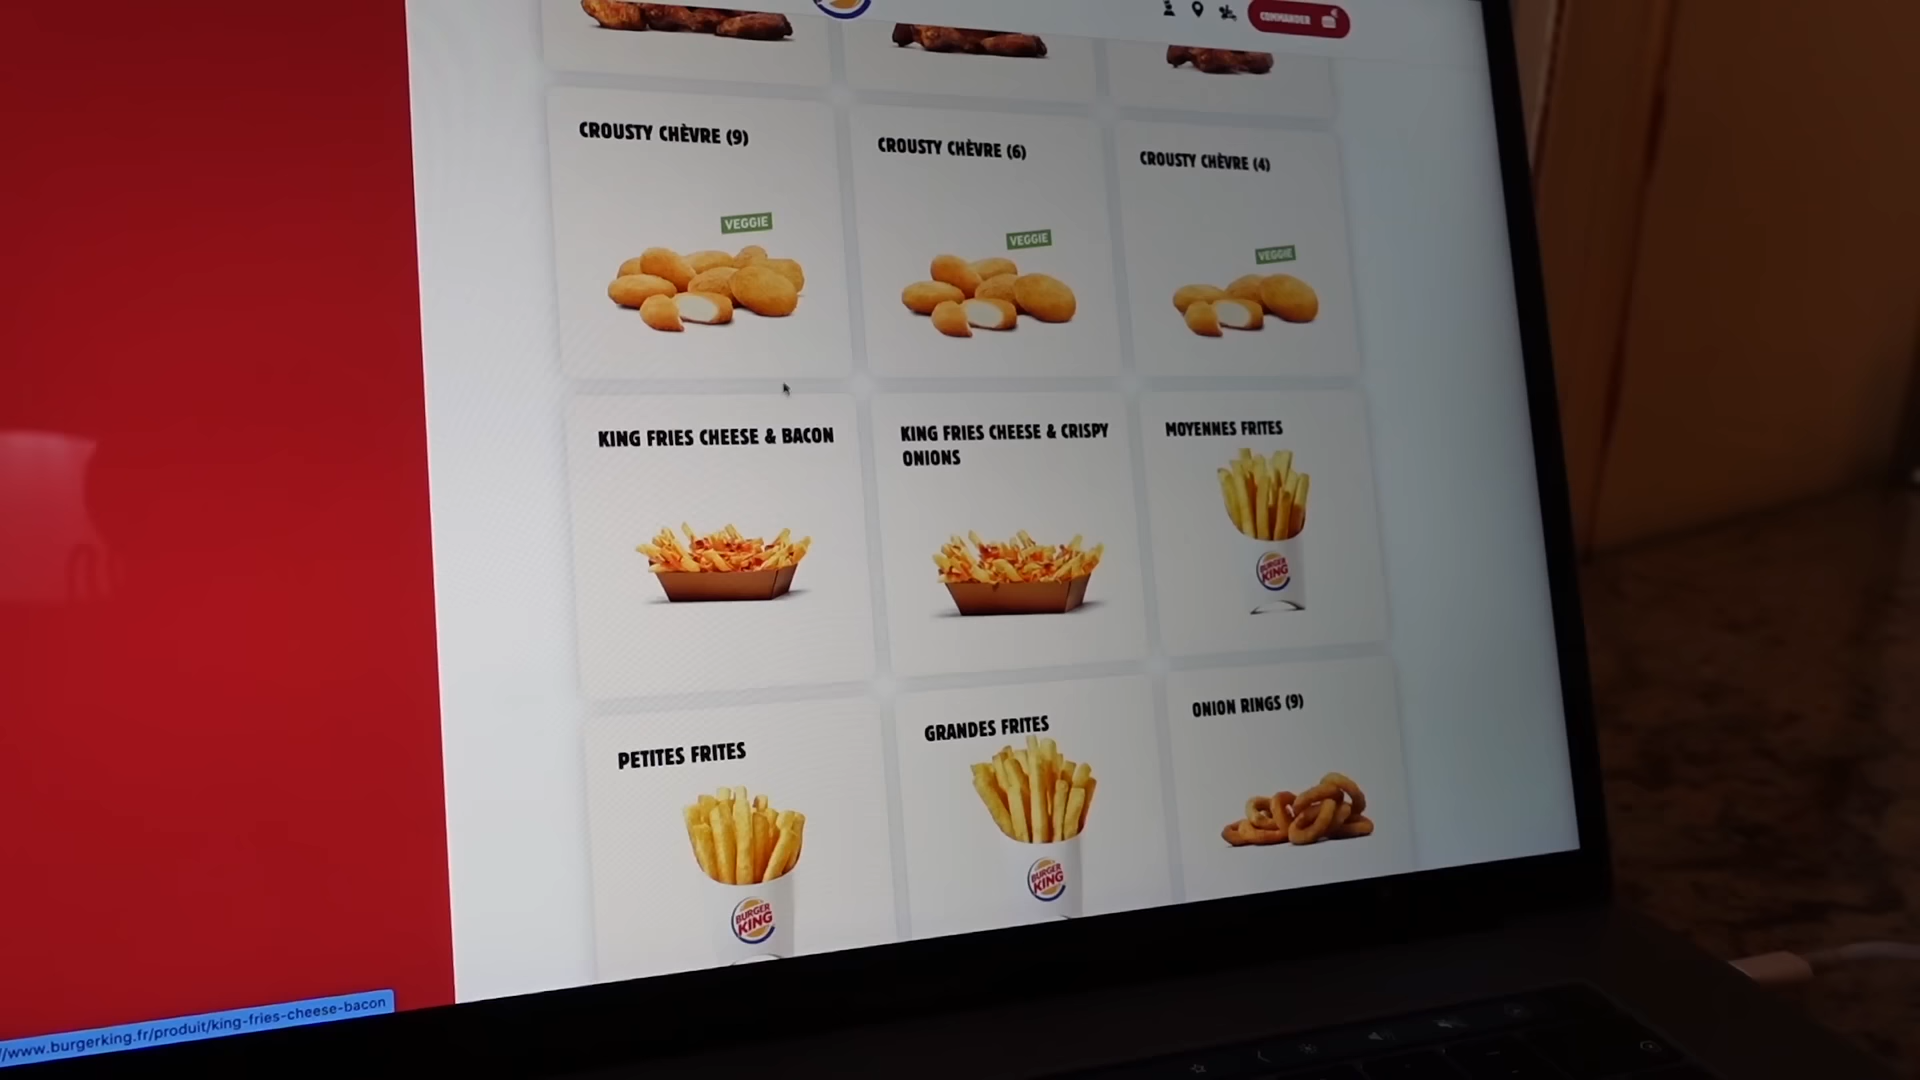 COMMANDER
CROUSTY CHÈVRE (9)
CROUSTY CHÈVRE (6)
CROUSTY CHÈVRE (4)
VEGGIE
VEGGIE
VEGGIE
KING FRIES CHEESE & BACON
KING FRIES CHEESE & CRISPY
ONIONS
MOYENNES FRITES
BURGER
KING
PETITES FRITES
GRANDES FRITES
ONION RINGS (9)
BURGER
KING
BURGER
KING
//www.burgerking.fr/produit/king-fries-cheese-bacon